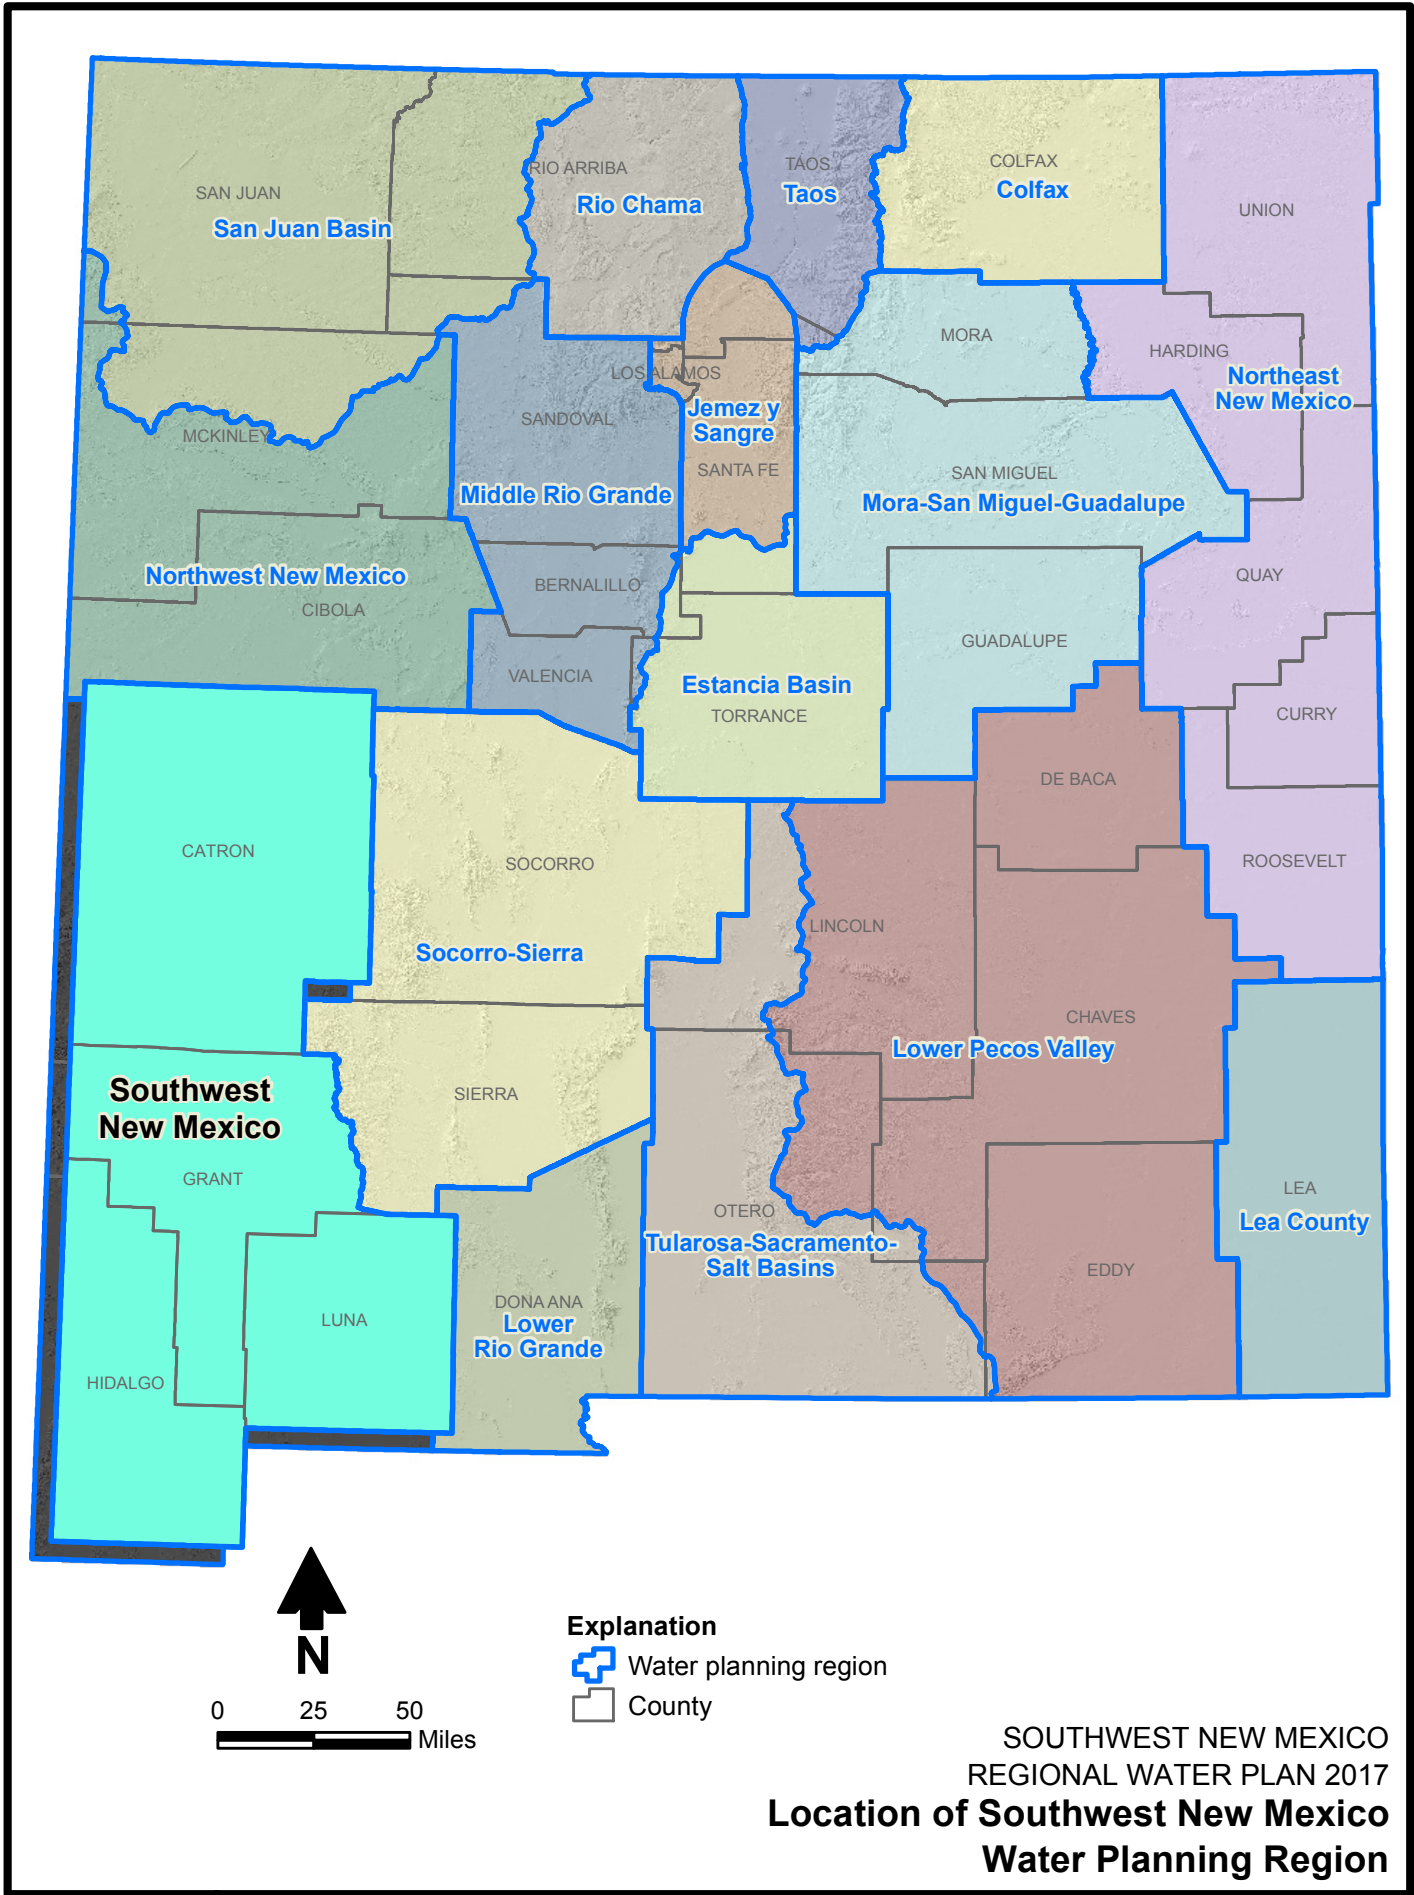 SAN JUAN
San Juan Basin
RIO ARRIBA
Rio Chama
TAOS
Taos
COLFAX
Colfax
UNION
MORA
HARDING
Northeast
New Mexico
LOS ALAMOS
SANDOVAL
Jemez y
Sangre
SANTA FE
MCKINLEY
Middle Rio Grande
SAN MIGUEL
Mora-San Miguel-Guadalupe
Northwest New Mexico
CIBOLA
BERNALILLO
QUAY
GUADALUPE
VALENCIA
Estancia Basin
TORRANCE
CURRY
DE BACA
CATRON
SOCORRO
ROOSEVELT
Socorro-Sierra
LINCOLN
CHAVES
Lower Pecos Valley
Southwest
New Mexico
SIERRA
GRANT
LEA
Lea County
OTERO
Tularosa-Sacramento-
Salt Basins
EDDY
DONA ANA
Lower
Rio Grande
LUNA
HIDALGO
N
0 25 50
Miles
Explanation
Water planning region
County
SOUTHWEST NEW MEXICO
REGIONAL WATER PLAN 2017
Location of Southwest New Mexico
Water Planning Region